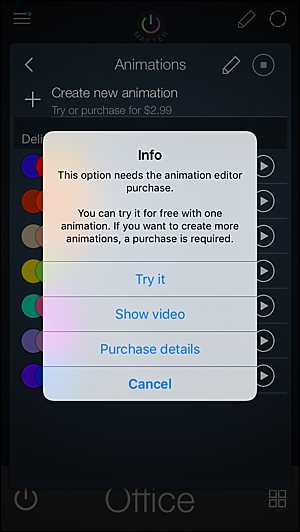 MASTER
Animations
Create new animation
Try or purchase for $2.99
Deli
Info
This option needs the animation editor
purchase.
You can try it for free with one
animation. If you want to create more
animations, a purchase is required.
Try it
Show video
Purchase details
Cancel
Office